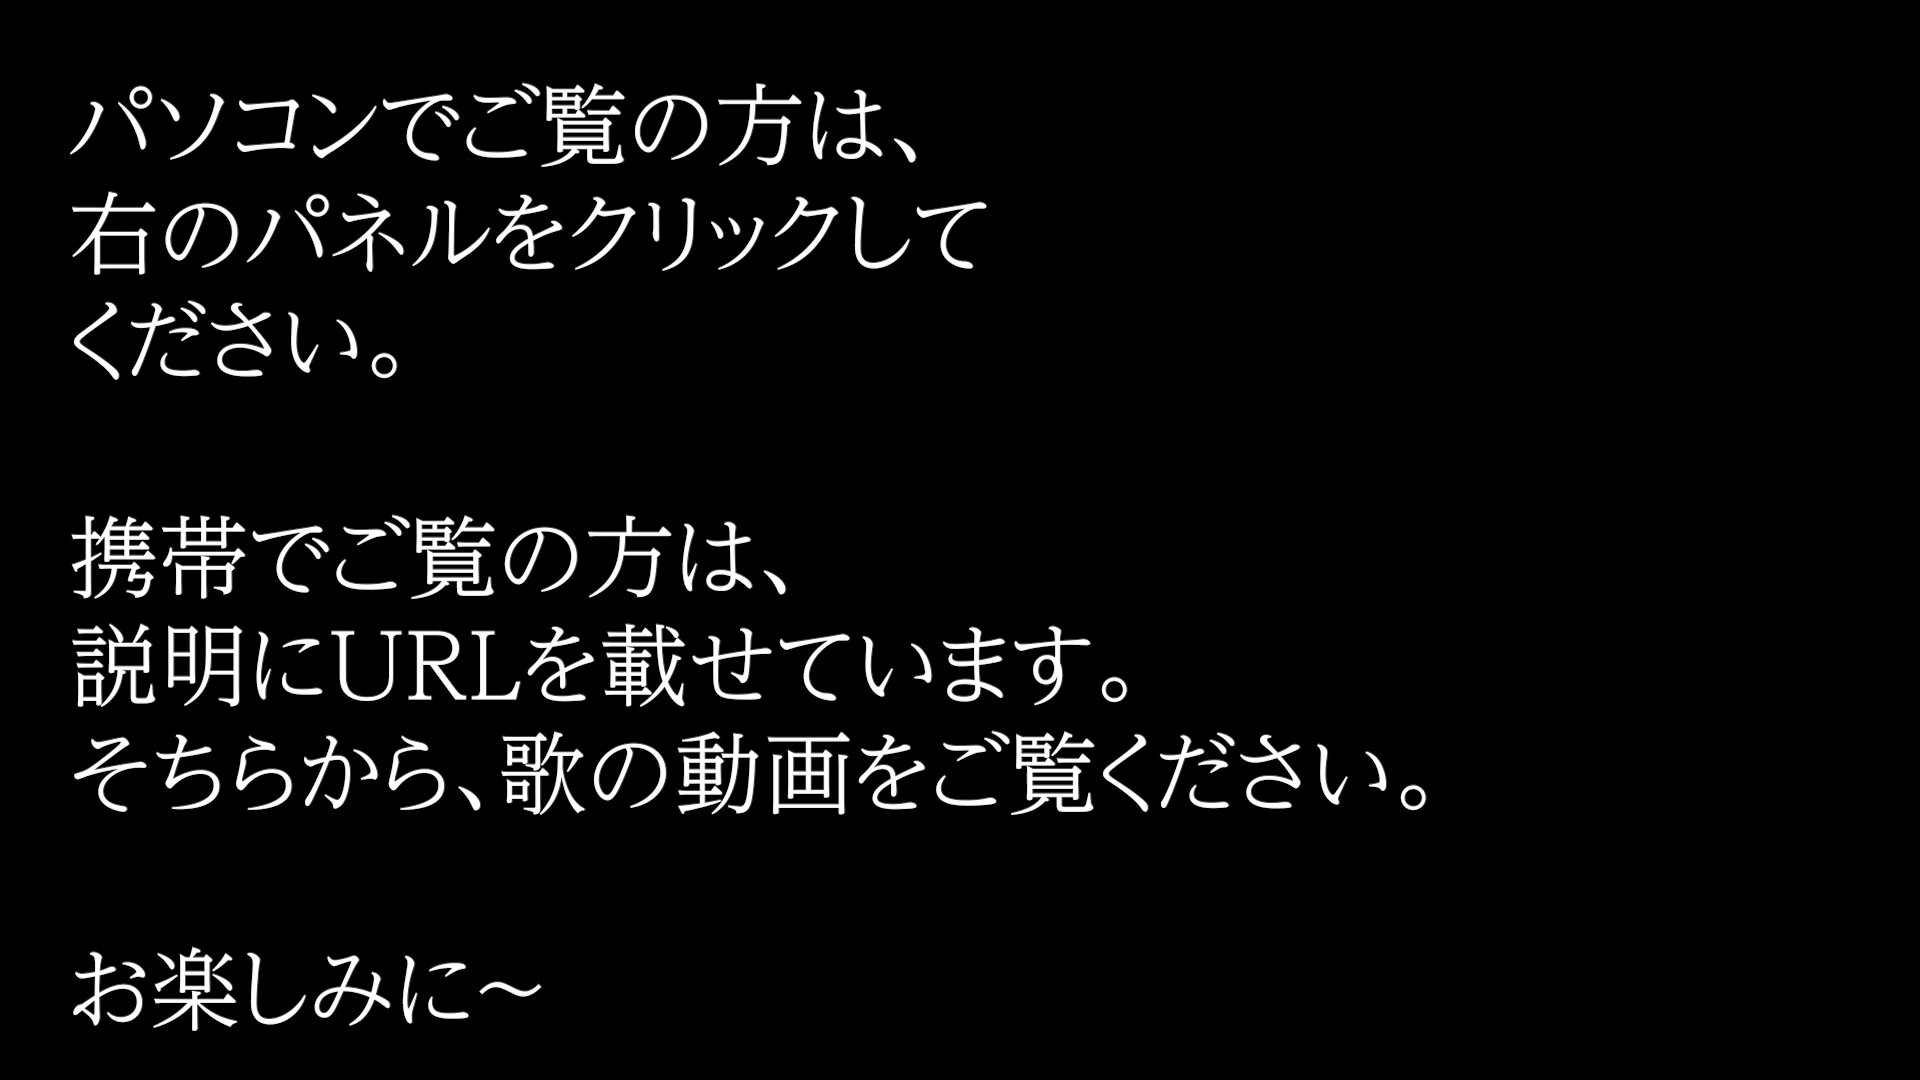 パソコンでご覧の方は、
右のパネルをクリックして
ください。
携帯でご覧の方は、
説明にURLを載せています。
そちらから、歌の動画をご覧ください。
お楽しみに～